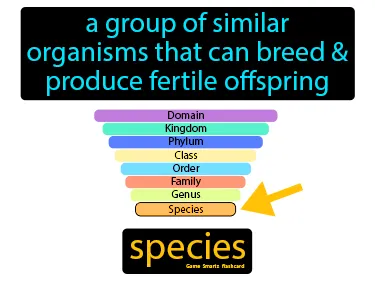 a group of similar
organisms that can breed &
produce fertile offspring
Domain
Kingdom
Phylum
Class
Order
Family
Genus
Species
species
Game Smartz flashcard